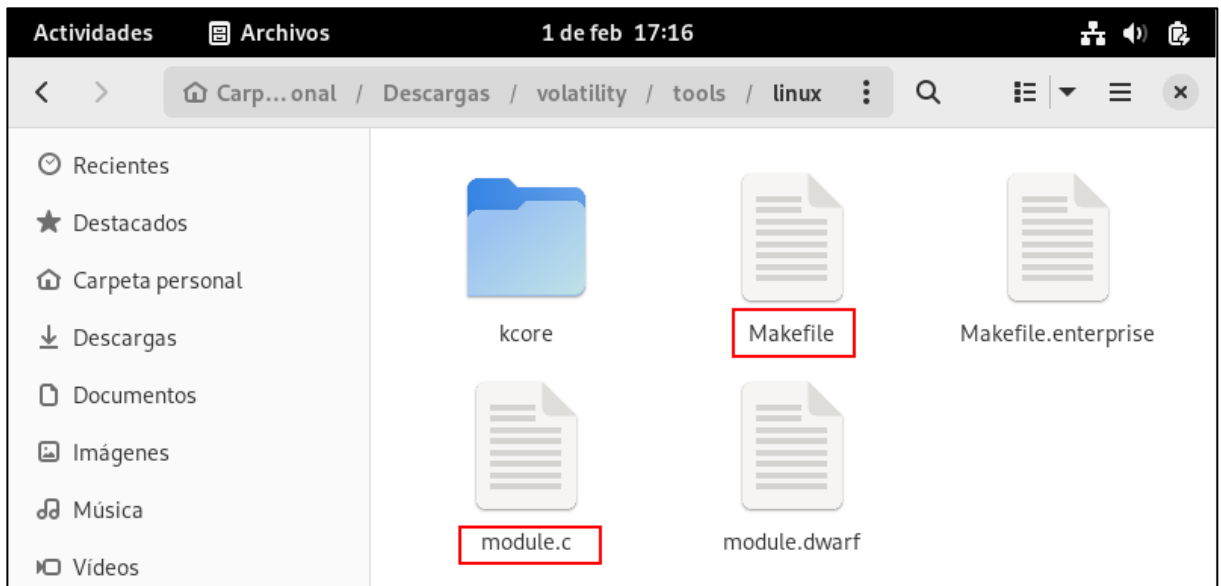 Actividades Archivos 1 de feb 17:16
Carp...onal / Descargas / volatility / tools / linux
Recientes
Destacados
Carpeta personal
Descargas
Documentos
Imágenes
Música
Vídeos
kcore Makefile Makefile.enterprise
module.c module.dwarf